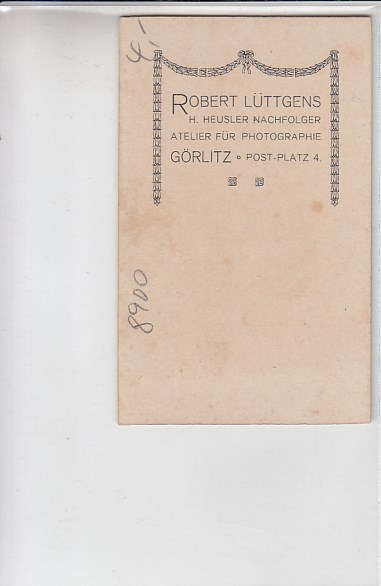 4,-
ROBERT LÜTTGENS
H. HEUSLER NACHFOLGER
ATELIER FÜR PHOTOGRAPHIE
GÖRLITZ • POST-PLATZ 4.
8900